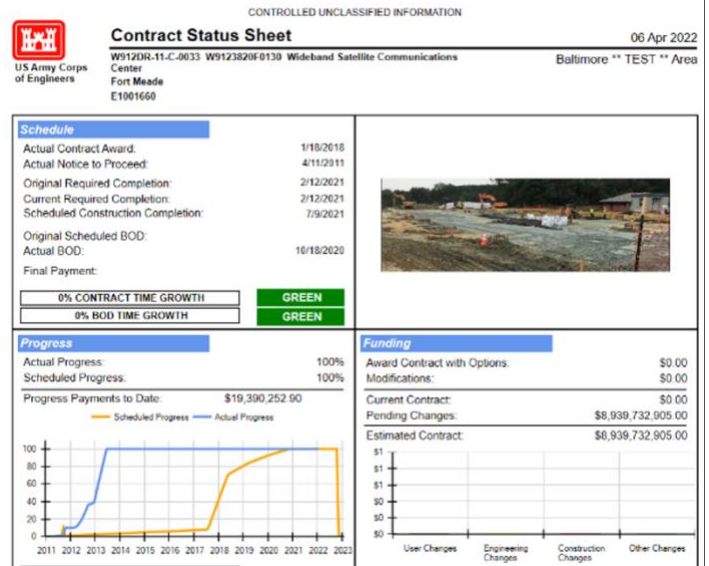 CONTROLLED UNCLASSIFIED INFORMATION
US Army Corps
of Engineers
Contract Status Sheet
06 Apr 2022
W912DR-11-C-0033 W9123820F0130 Wideband Satellite Communications
Center
Fort Meade
E1001660
Baltimore ** TEST ** Area
Schedule
Actual Contract Award: 1/18/2018
Actual Notice to Proceed: 4/11/2011
Original Required Completion: 2/12/2021
Current Required Completion: 2/12/2021
Scheduled Construction Completion: 7/9/2021
Original Scheduled BOD:
Actual BOD: 10/18/2020
Final Payment:
0% CONTRACT TIME GROWTH GREEN
0% BOD TIME GROWTH GREEN
Progress
Actual Progress: 100%
Scheduled Progress: 100%
Progress Payments to Date: $19,390,252.90
Scheduled Progress Actual Progress
100
80
60
40
20
0
2011 2012 2013 2014 2015 2016 2017 2018 2019 2020 2021 2022 2023
Funding
Award Contract with Options: $0.00
Modifications: $0.00
Current Contract: $0.00
Pending Changes: $8,939,732,905.00
Estimated Contract: $8,939,732,905.00
$1
$1
$1
$0
$0
$0
User Changes Engineering Changes Construction Changes Other Changes